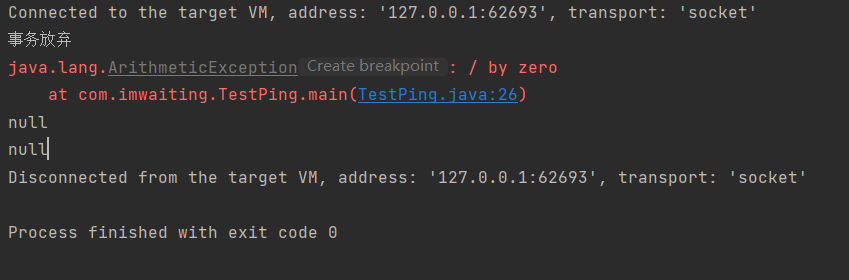 Connected to the target VM, address: '127.0.0.1:62693', transport: 'socket'
事务放弃
java.lang.ArithmeticException Create breakpoint : / by zero
    at com.imwaiting.TestPing.main(TestPing.java:26)
null
null
Disconnected from the target VM, address: '127.0.0.1:62693', transport: 'socket'
Process finished with exit code 0